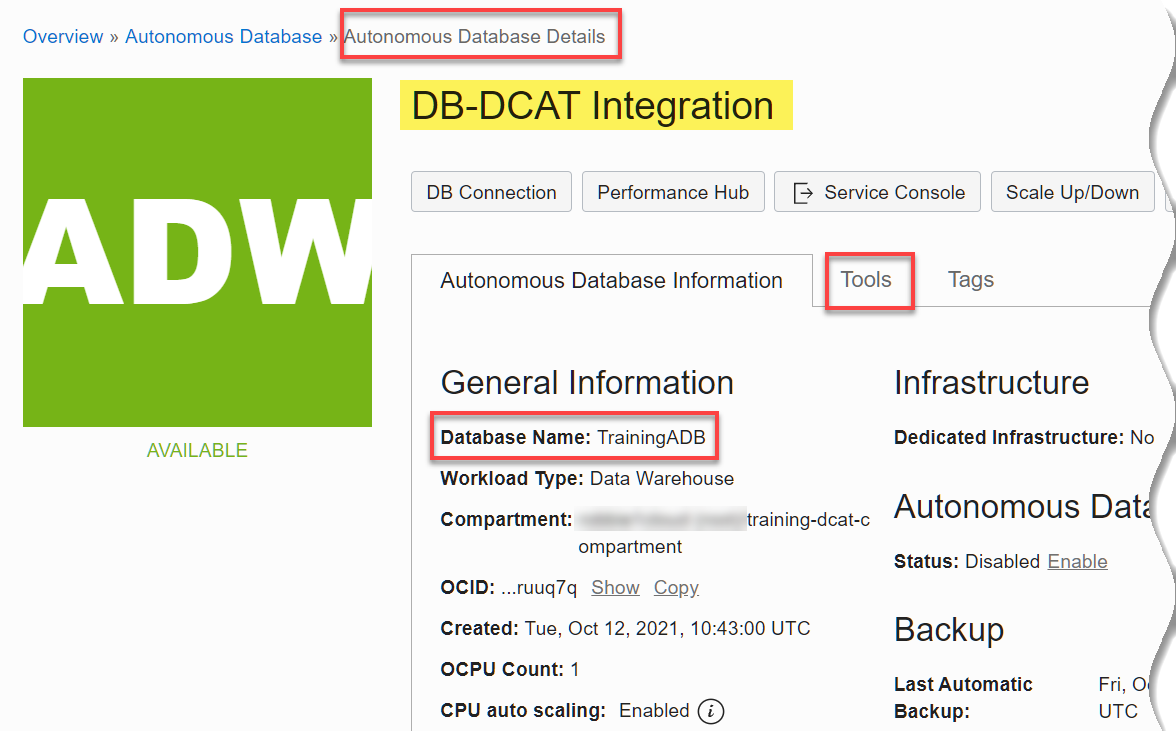 Overview » Autonomous Database » Autonomous Database Details
ADW
AVAILABLE
DB-DCAT Integration
DB Connection
Performance Hub
Service Console
Scale Up/Down
Autonomous Database Information
Tools
Tags
General Information
Database Name: TrainingADB
Workload Type: Data Warehouse
Compartment: training-dcat-c
ompartment
OCID: ...ruuq7q Show Copy
Created: Tue, Oct 12, 2021, 10:43:00 UTC
OCPU Count: 1
CPU auto scaling: Enabled i
Infrastructure
Dedicated Infrastructure: No
Autonomous Data
Status: Disabled Enable
Backup
Last Automatic Fri, O
Backup: UTC